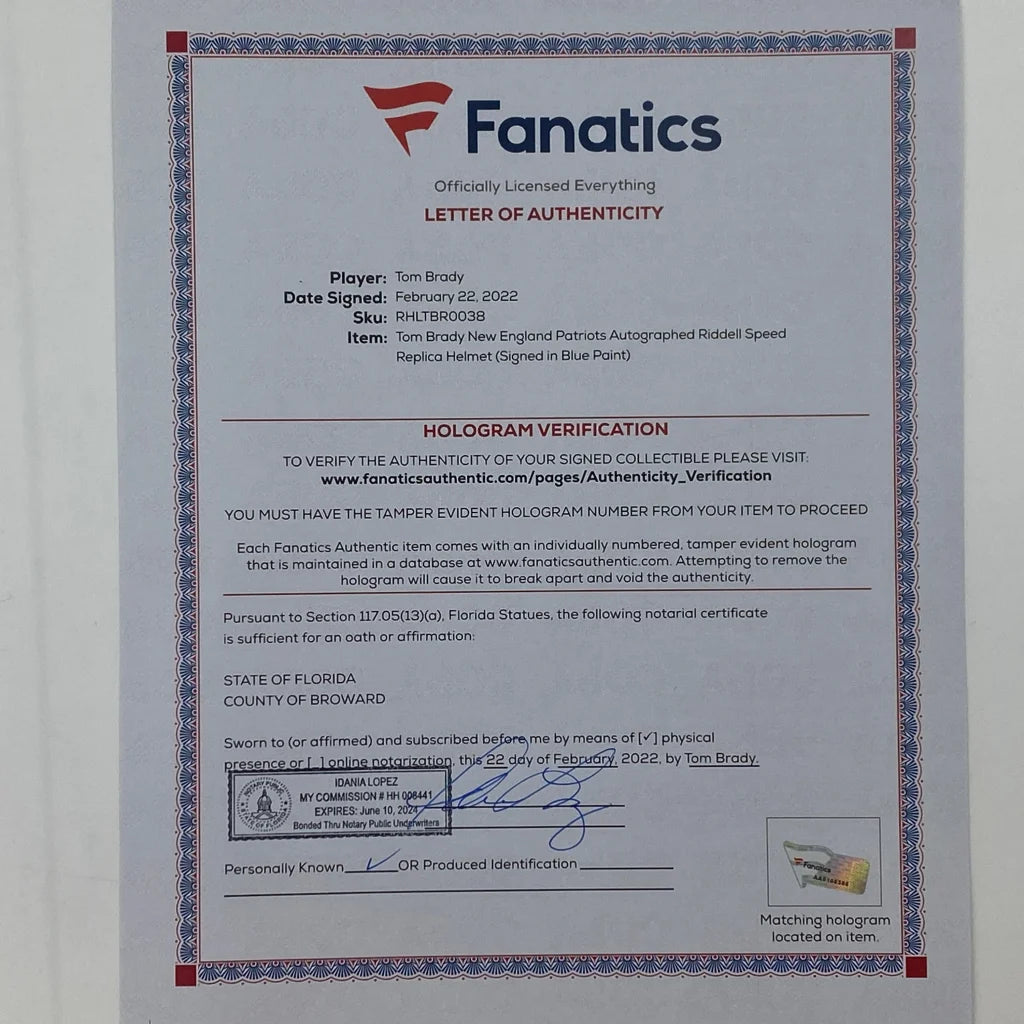 Fanatics
Officially Licensed Everything
LETTER OF AUTHENTICITY
Player: Tom Brady
Date Signed: February 22, 2022
Sku: RHLTBR0038
Item: Tom Brady New England Patriots Autographed Riddell Speed
Replica Helmet (Signed in Blue Paint)
HOLOGRAM VERIFICATION
TO VERIFY THE AUTHENTICITY OF YOUR SIGNED COLLECTIBLE PLEASE VISIT:
www.fanaticsauthentic.com/pages/Authenticity_Verification
YOU MUST HAVE THE TAMPER EVIDENT HOLOGRAM NUMBER FROM YOUR ITEM TO PROCEED
Each Fanatics Authentic item comes with an individually numbered, tamper evident hologram
that is maintained in a database at www.fanaticsauthentic.com. Attempting to remove the
hologram will cause it to break apart and void the authenticity.
Pursuant to Section 117.05(13)(a), Florida Statutes, the following notarial certificate
is sufficient for an oath or affirmation:
STATE OF FLORIDA
COUNTY OF BROWARD
Sworn to (or affirmed) and subscribed before me by means of [✓] physical
presence or [ ] online notarization, this 22 day of February, 2022, by Tom Brady.
NOTARY PUBLIC
STATE OF FLORIDA
IDANIA LOPEZ
MY COMMISSION # HH 008441
EXPIRES: June 10, 2024
Bonded Thru Notary Public Underwriters
Personally Known ✓ OR Produced Identification
Fanatics
Matching hologram
located on item.